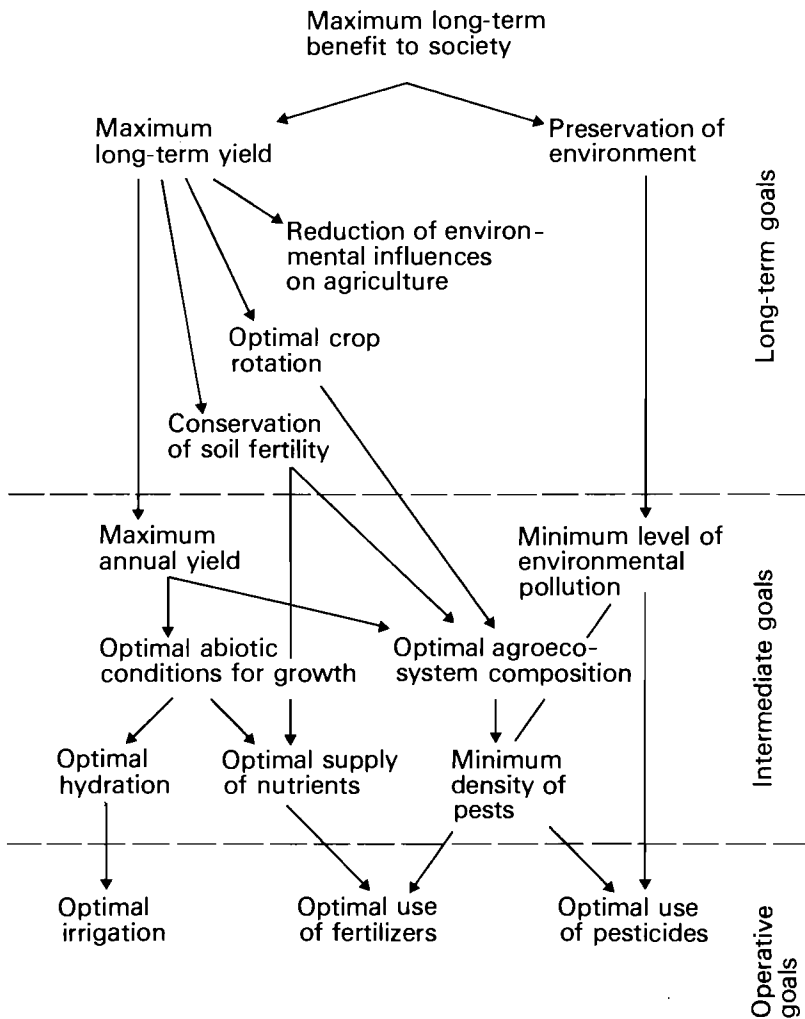 Maximum long-term
benefit to society
Maximum
long-term yield
Preservation of
environment
Reduction of environ-
mental influences
on agriculture
Optimal crop
rotation
Conservation
of soil fertility
Long-term goals
Maximum
annual yield
Minimum level of
environmental
pollution
Optimal abiotic
conditions for growth
Optimal agroeco-
system composition
Optimal
hydration
Optimal supply
of nutrients
Minimum
density of
pests
Intermediate goals
Optimal
irrigation
Optimal use
of fertilizers
Optimal use
of pesticides
Operative
goals